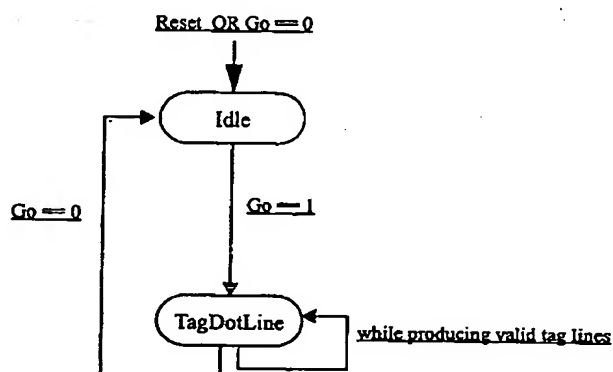 Reset OR Go == 0
Idle
Go == 0
Go == 1
TagDotLine
while producing valid tag lines